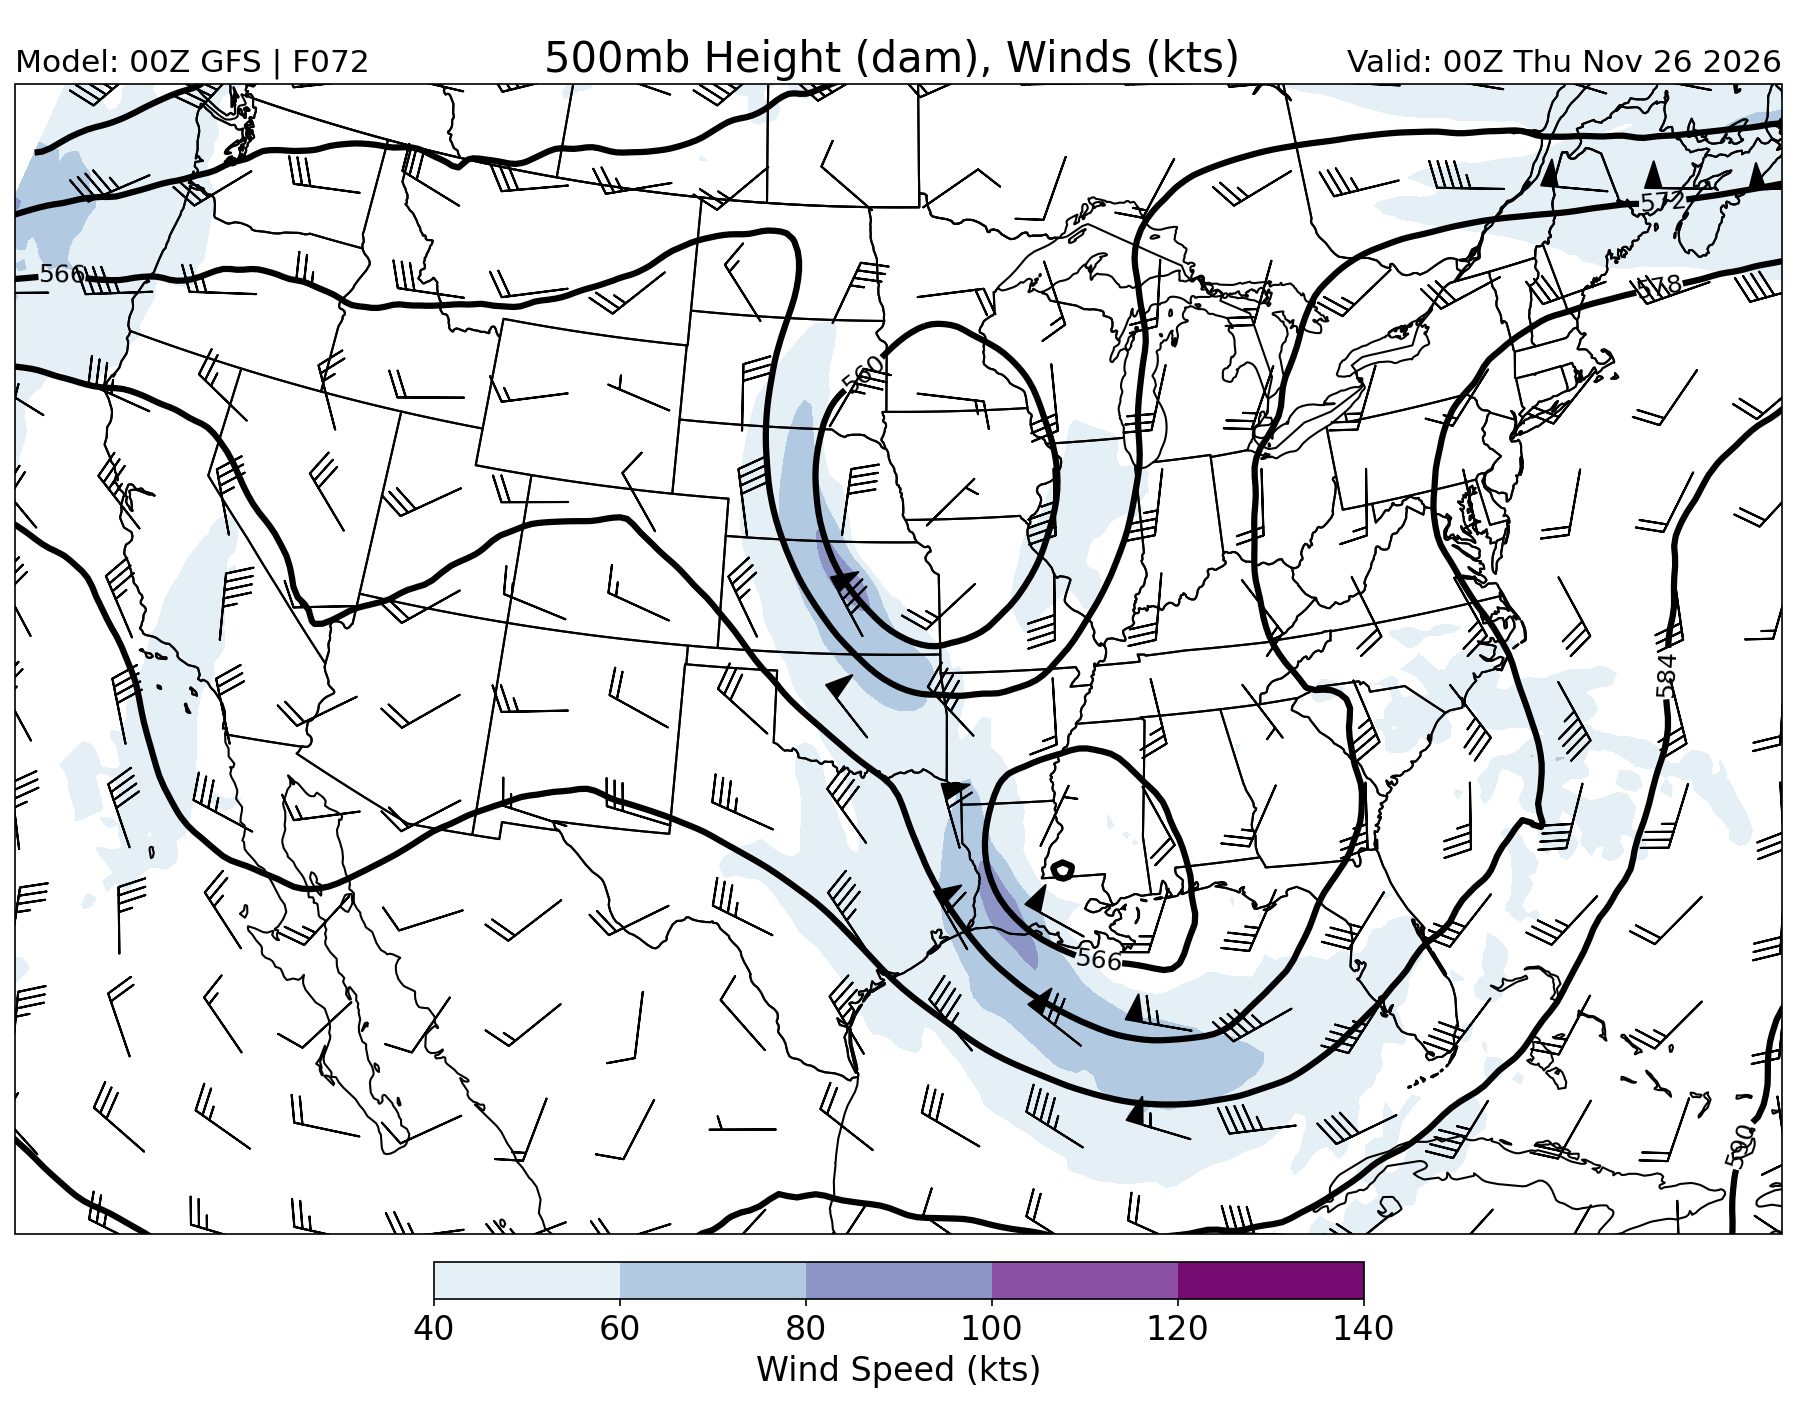 Model: 00Z GFS | F072
500mb Height (dam), Winds (kts)
Valid: 00Z Thu Nov 26 2026
572
566
578
560
584
566
590
40 60 80 100 120 140
Wind Speed (kts)